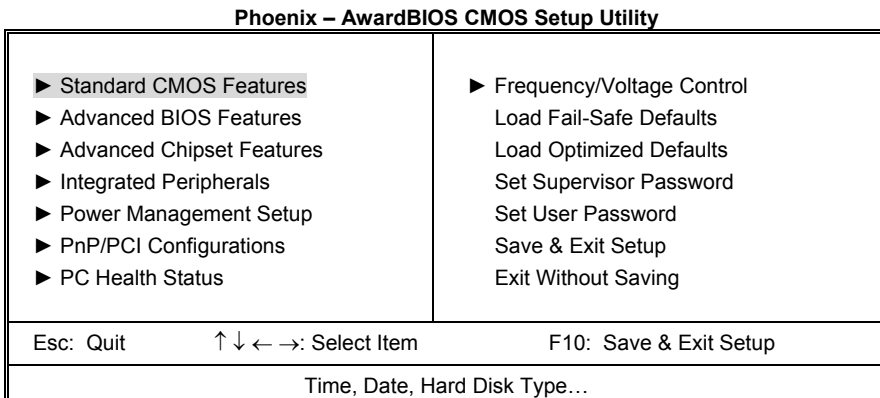 Phoenix – AwardBIOS CMOS Setup Utility
► Standard CMOS Features
► Advanced BIOS Features
► Advanced Chipset Features
► Integrated Peripherals
► Power Management Setup
► PnP/PCI Configurations
► PC Health Status
► Frequency/Voltage Control
Load Fail-Safe Defaults
Load Optimized Defaults
Set Supervisor Password
Set User Password
Save & Exit Setup
Exit Without Saving
Esc: Quit ↑ ↓ ← →: Select Item F10: Save & Exit Setup
Time, Date, Hard Disk Type…